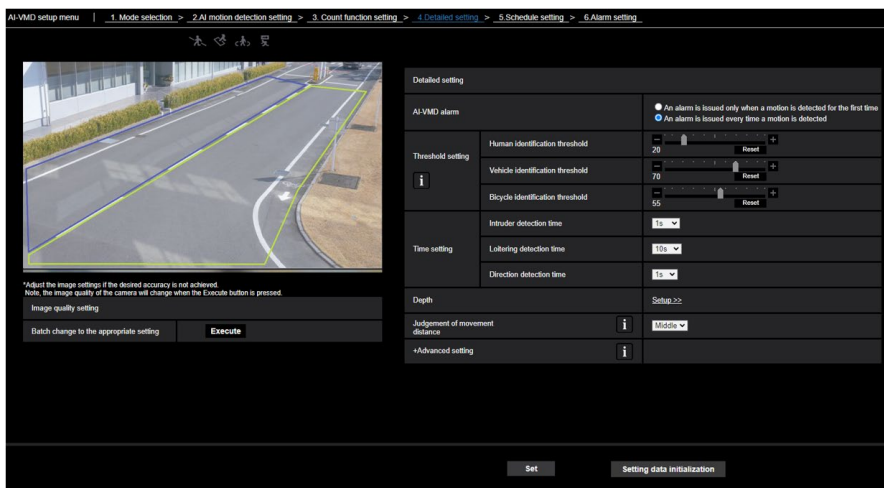 AI-VMD setup menu | 1. Mode selection > 2.AI motion detection setting > 3. Count function setting > 4.Detailed setting > 5.Schedule setting > 6.Alarm setting
*Adjust the image settings if the desired accuracy is not achieved.
Note, the image quality of the camera will change when the Execute button is pressed.
Image quality setting
Batch change to the appropriate setting Execute
Detailed setting
AI-VMD alarm
An alarm is issued only when a motion is detected for the first time
An alarm is issued every time a motion is detected
Threshold setting
i
Human identification threshold
− +
20 Reset
Vehicle identification threshold
− +
70 Reset
Bicycle identification threshold
− +
55 Reset
Time setting
Intruder detection time 1s
Loitering detection time 10s
Direction detection time 1s
Depth Setup >>
Judgement of movement
distance
i Middle
+Advanced setting i
Set Setting data initialization